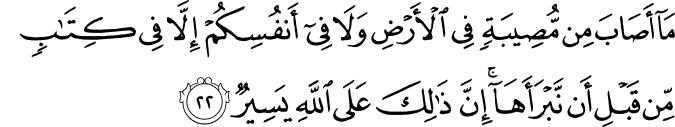 مَآ أَصَابَ مِن مُّصِيبَةٖ فِي ٱلۡأَرۡضِ وَلَا فِيٓ أَنفُسِكُمۡ إِلَّا فِي كِتَٰبٖ
مِّن قَبۡلِ أَن نَّبۡرَأَهَآۚ إِنَّ ذَٰلِكَ عَلَى ٱللَّهِ يَسِيرٞ ٢٢